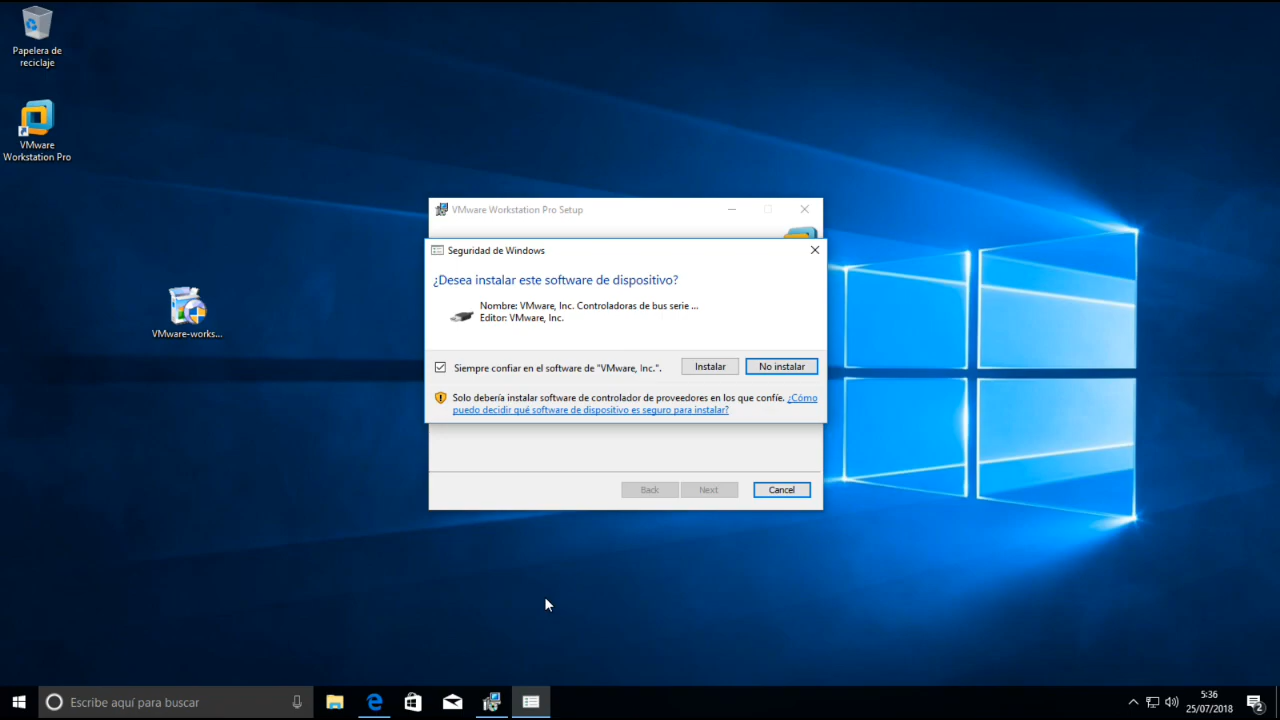 Papelera de
reciclaje
VMware
Workstation Pro
VMware-works...
VMware Workstation Pro Setup
Seguridad de Windows
¿Desea instalar este software de dispositivo?
Nombre: VMware, Inc. Controladoras de bus serie ...
Editor: VMware, Inc.
Siempre confiar en el software de "VMware, Inc.".
Instalar
No instalar
Solo debería instalar software de controlador de proveedores en los que confíe. ¿Cómo
puedo decidir qué software de dispositivo es seguro para instalar?
Back
Next
Cancel
Escribe aquí para buscar
5:36
25/07/2018
2